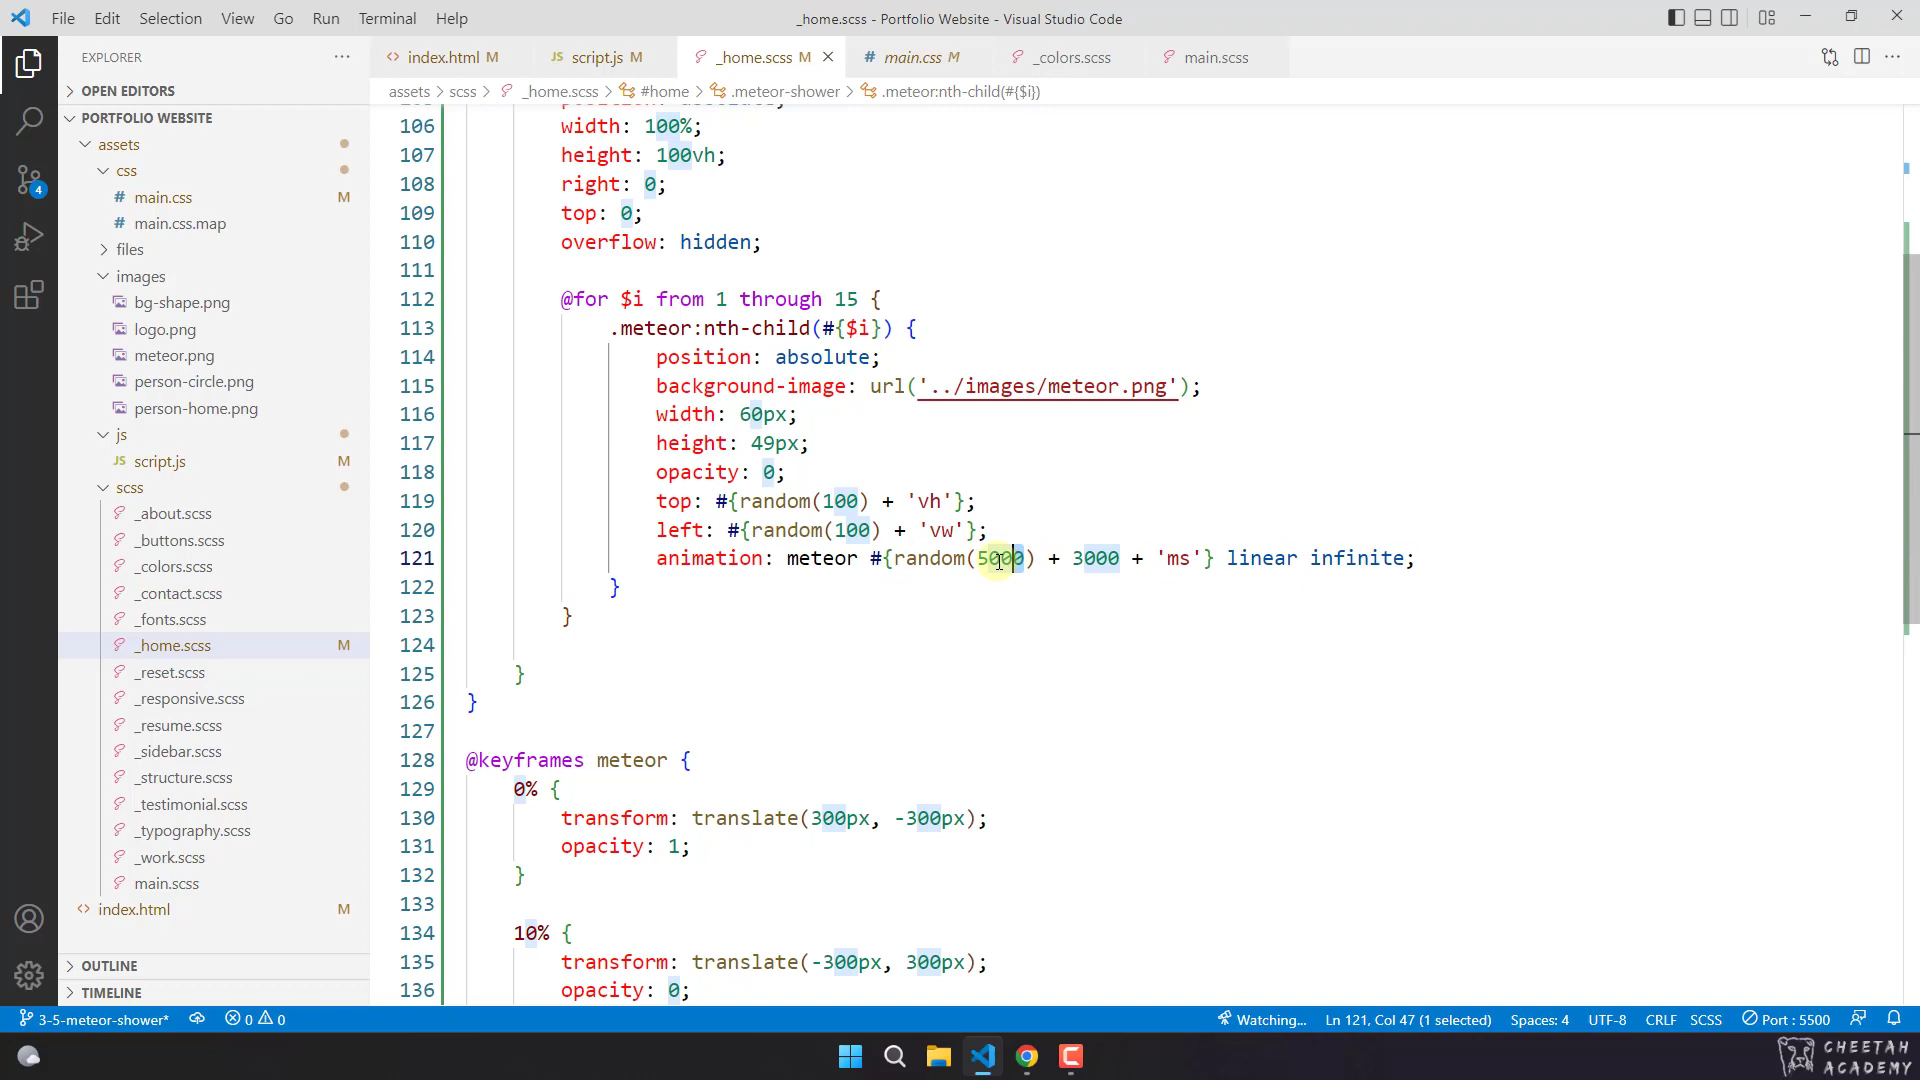 File Edit Selection View Go Run Terminal Help
_home.scss - Portfolio Website - Visual Studio Code
EXPLORER
index.html M
JS script.js M
_home.scss M
# main.css M
_colors.scss
main.scss
OPEN EDITORS
assets > scss > _home.scss > #home > .meteor-shower > .meteor:nth-child(#{$i})
PORTFOLIO WEBSITE
assets
css
# main.css M
# main.css.map
files
images
bg-shape.png
logo.png
meteor.png
person-circle.png
person-home.png
js
JS script.js M
scss
_about.scss
_buttons.scss
_colors.scss
_contact.scss
_fonts.scss
_home.scss M
_reset.scss
_responsive.scss
_resume.scss
_sidebar.scss
_structure.scss
_testimonial.scss
_typography.scss
_work.scss
main.scss
index.html M
OUTLINE
TIMELINE
4
106 width: 100%;
107 height: 100vh;
108 right: 0;
109 top: 0;
110 overflow: hidden;
111
112 @for $i from 1 through 15 {
113 .meteor:nth-child(#{$i}) {
114 position: absolute;
115 background-image: url('../images/meteor.png');
116 width: 60px;
117 height: 49px;
118 opacity: 0;
119 top: #{random(100) + 'vh'};
120 left: #{random(100) + 'vw'};
121 animation: meteor #{random(5000) + 3000 + 'ms'} linear infinite;
122 }
123 }
124
125 }
126 }
127
128 @keyframes meteor {
129 0% {
130 transform: translate(300px, -300px);
131 opacity: 1;
132 }
133
134 10% {
135 transform: translate(-300px, 300px);
136 opacity: 0;
3-5-meteor-shower* 0 0
Watching... Ln 121, Col 47 (1 selected) Spaces: 4 UTF-8 CRLF SCSS Port : 5500
CHEETAH
ACADEMY